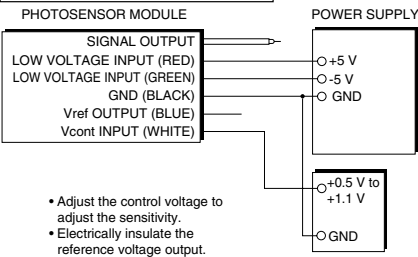 PHOTOSENSOR MODULE
POWER SUPPLY
SIGNAL OUTPUT
LOW VOLTAGE INPUT (RED)
LOW VOLTAGE INPUT (GREEN)
GND (BLACK)
Vref OUTPUT (BLUE)
Vcont INPUT (WHITE)
+5 V
-5 V
GND
+0.5 V to
+1.1 V
GND
• Adjust the control voltage to
adjust the sensitivity.
• Electrically insulate the
reference voltage output.